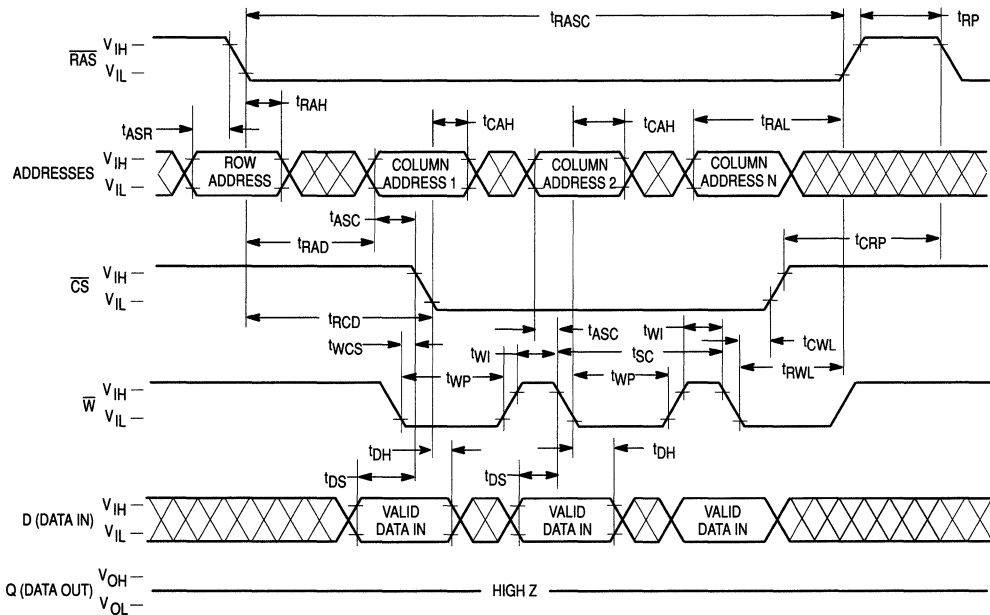 tRASC
tRP
RAS VIH
VIL
tRAH
tASR
tCAH
tCAH
tRAL
ADDRESSES VIH
VIL
ROW ADDRESS
COLUMN ADDRESS 1
COLUMN ADDRESS 2
COLUMN ADDRESS N
tASC
tRAD
tCRP
CS VIH
VIL
tRCD
tASC
tWI
tWCS
tWI
tSC
tCWL
tWP
tWP
tRWL
W VIH
VIL
tDH
tDH
tDS
tDS
D (DATA IN) VIH
VIL
VALID DATA IN
VALID DATA IN
VALID DATA IN
Q (DATA OUT) VOH
VOL
HIGH Z